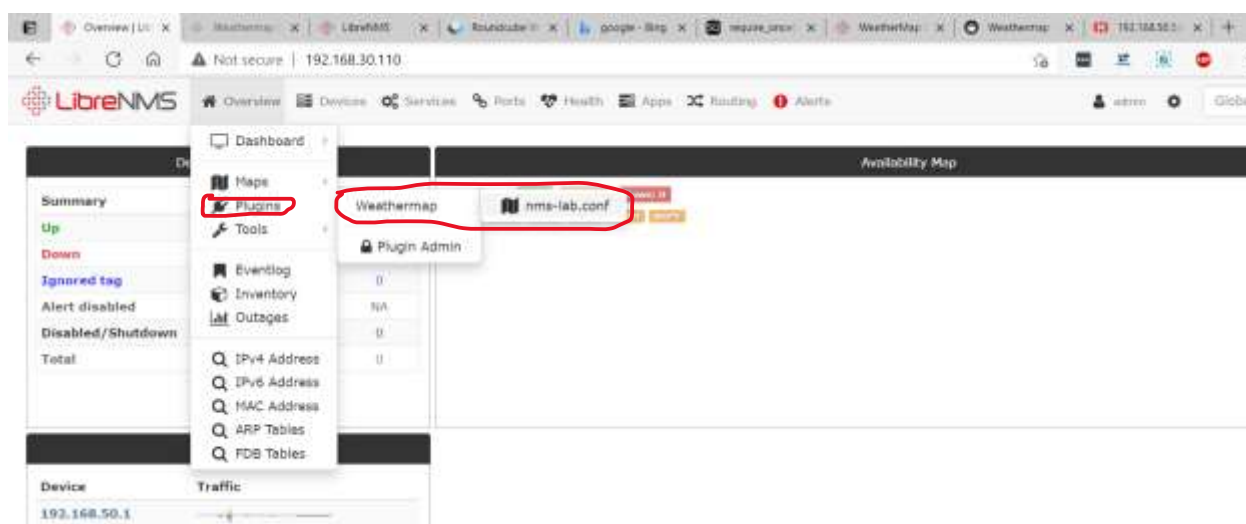 Overview | Li
Weathermap
LibreNMS
Roundcube
google - Bing
require_once
WeatherMap
Weathermap
Not secure | 192.168.30.110
LibreNMS Overview Devices Services Ports Health Apps Routing Alerts admin Globa
Dashboard
Availability Map
Maps
Summary Plugins Weathermap nms-lab.conf
Up Tools
Plugin Admin
Down
Eventlog
Ignored tag 0
Inventory
Alert disabled NA
Outages
Disabled/Shutdown 0
Total IPv4 Address 0
IPv6 Address
MAC Address
ARP Tables
FDB Tables
Device Traffic
192.168.50.1